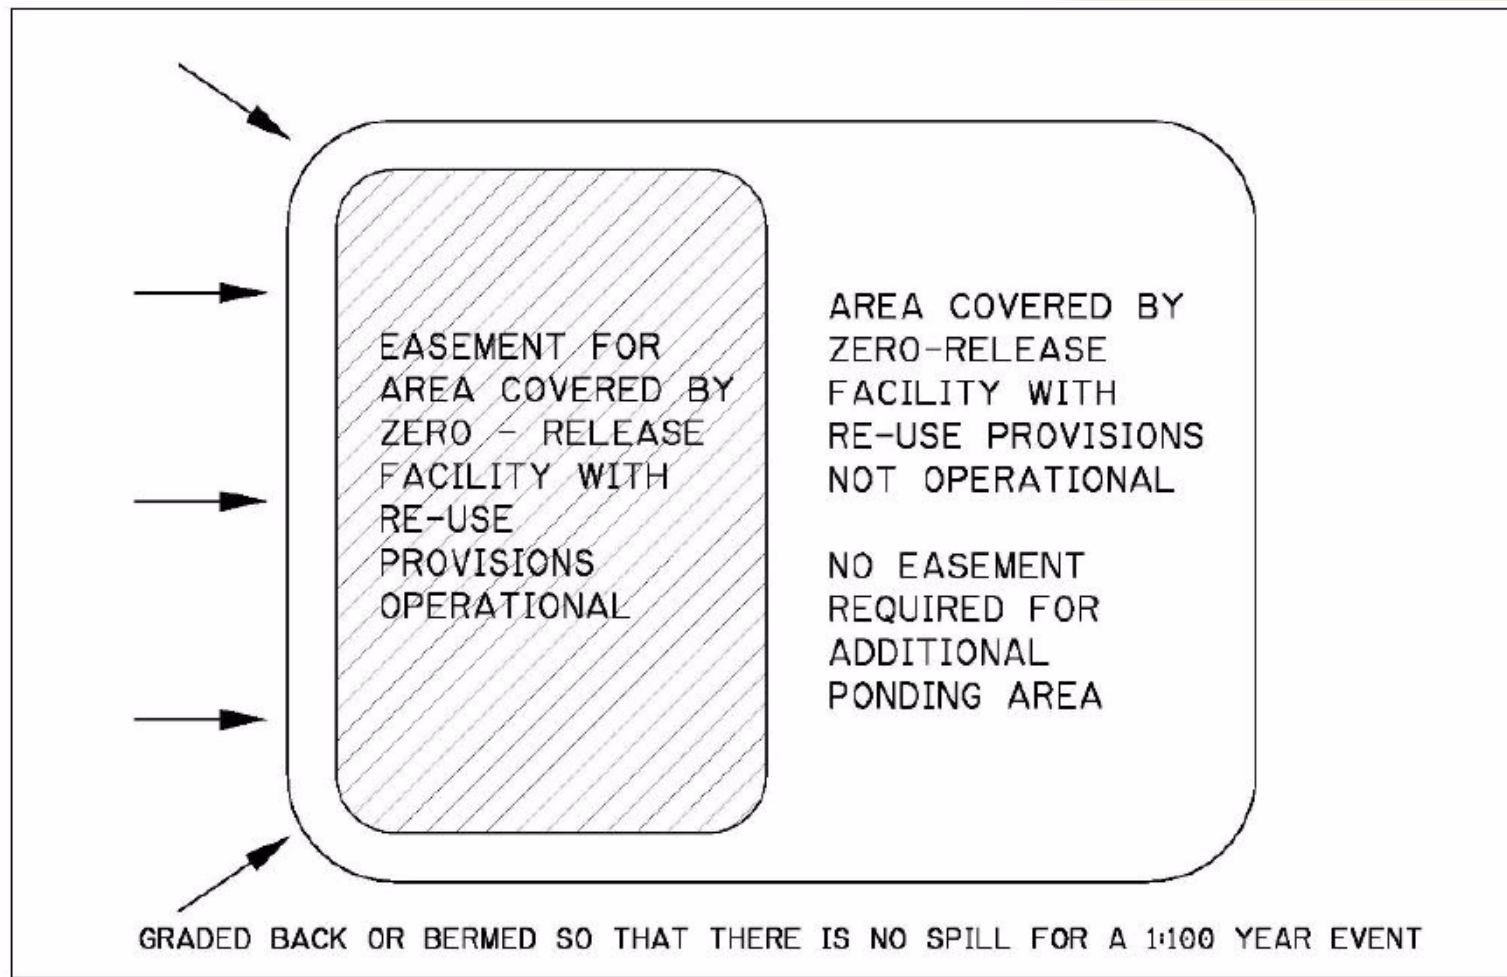 EASEMENT FOR
AREA COVERED BY
ZERO - RELEASE
FACILITY WITH
RE-USE
PROVISIONS
OPERATIONAL
AREA COVERED BY
ZERO-RELEASE
FACILITY WITH
RE-USE PROVISIONS
NOT OPERATIONAL
NO EASEMENT
REQUIRED FOR
ADDITIONAL
PONDING AREA
GRADED BACK OR BERMED SO THAT THERE IS NO SPILL FOR A 1:100 YEAR EVENT